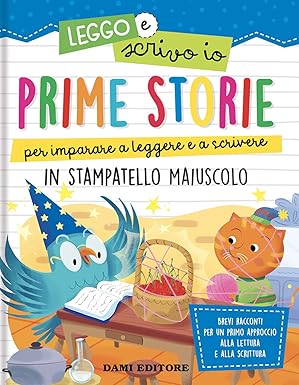 LEGGO e
scrivo io
PRIME STORIE
per imparare a leggere e a scrivere
IN STAMPATELLO MAIUSCOLO
BREVI RACCONTI
PER UN PRIMO APPROCCIO
ALLA LETTURA
E ALLA SCRITTURA
DAMI EDITORE